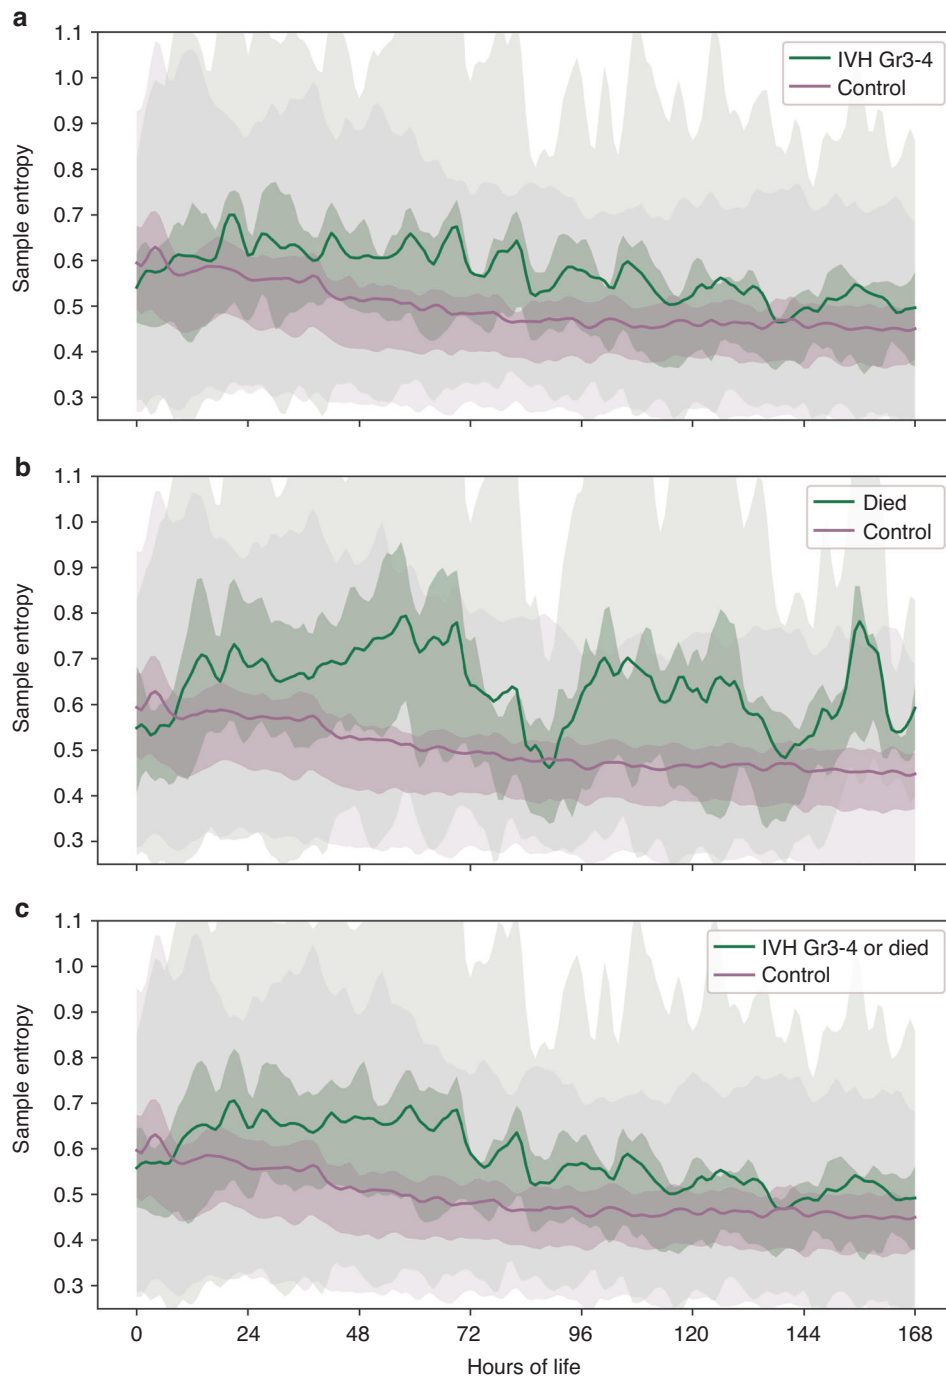 a
1.1
1.0
0.9
0.8
0.7
0.6
0.5
0.4
0.3
Sample entropy
IVH Gr3-4
Control
b
1.1
1.0
0.9
0.8
0.7
0.6
0.5
0.4
0.3
Sample entropy
Died
Control
c
1.1
1.0
0.9
0.8
0.7
0.6
0.5
0.4
0.3
Sample entropy
IVH Gr3-4 or died
Control
0 24 48 72 96 120 144 168
Hours of life